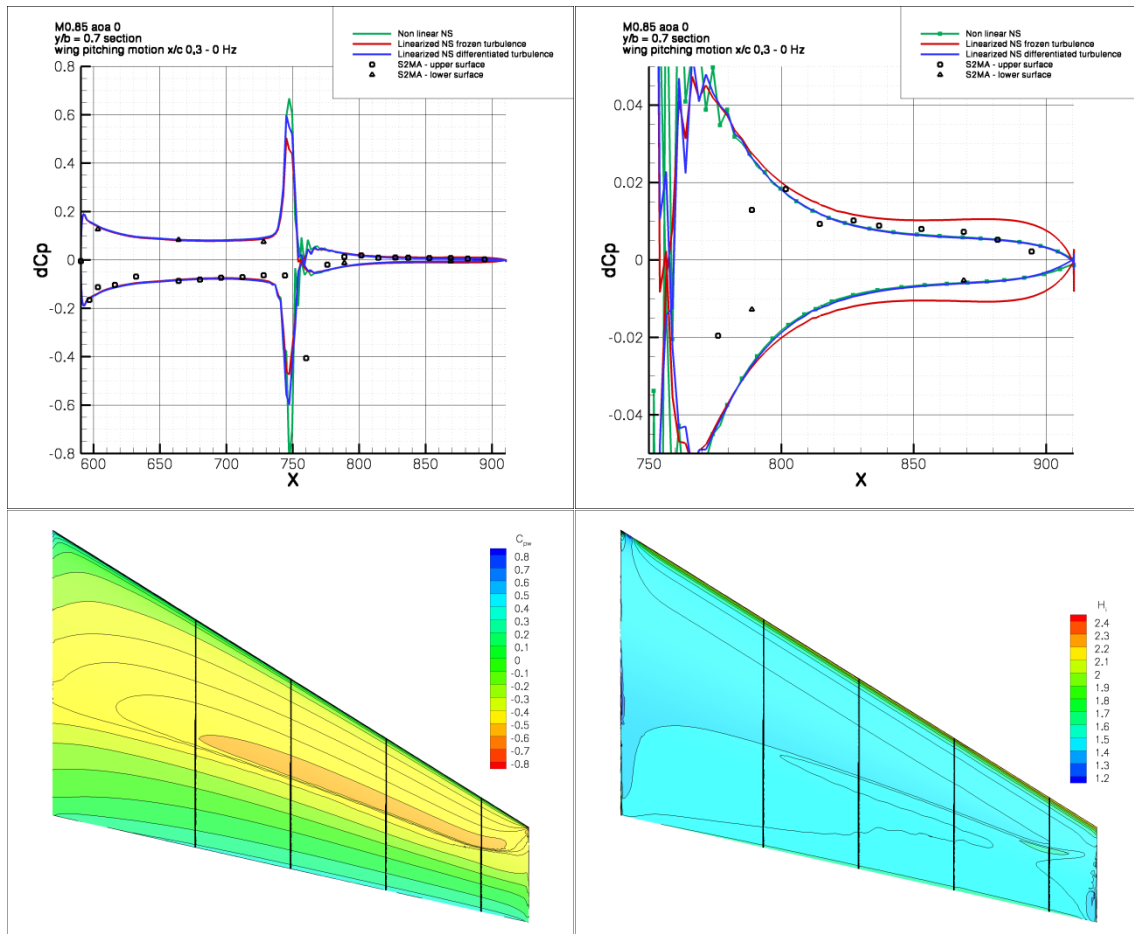 M0.85 aoa 0
y/b = 0.7 section
wing pitching motion x/c 0,3 - 0 Hz
Non linear NS
Linearized NS frozen turbulence
Linearized NS differentiated turbulence
S2MA - upper surface
S2MA - lower surface
0.8
0.6
0.4
0.2
0
-0.2
-0.4
-0.6
-0.8
dCp
600
650
700
750
800
850
900
X
M0.85 aoa 0
y/b = 0.7 section
wing pitching motion x/c 0,3 - 0 Hz
Non linear NS
Linearized NS frozen turbulence
Linearized NS differentiated turbulence
S2MA - upper surface
S2MA - lower surface
0.04
0.02
0
-0.02
-0.04
dCp
750
800
850
900
X
Cpe
0.8
0.7
0.6
0.5
0.4
0.3
0.2
0.1
0
-0.1
-0.2
-0.3
-0.4
-0.5
-0.6
-0.7
-0.8
Hi
2.4
2.2
2.1
2
1.9
1.8
1.7
1.6
1.5
1.4
1.3
1.2